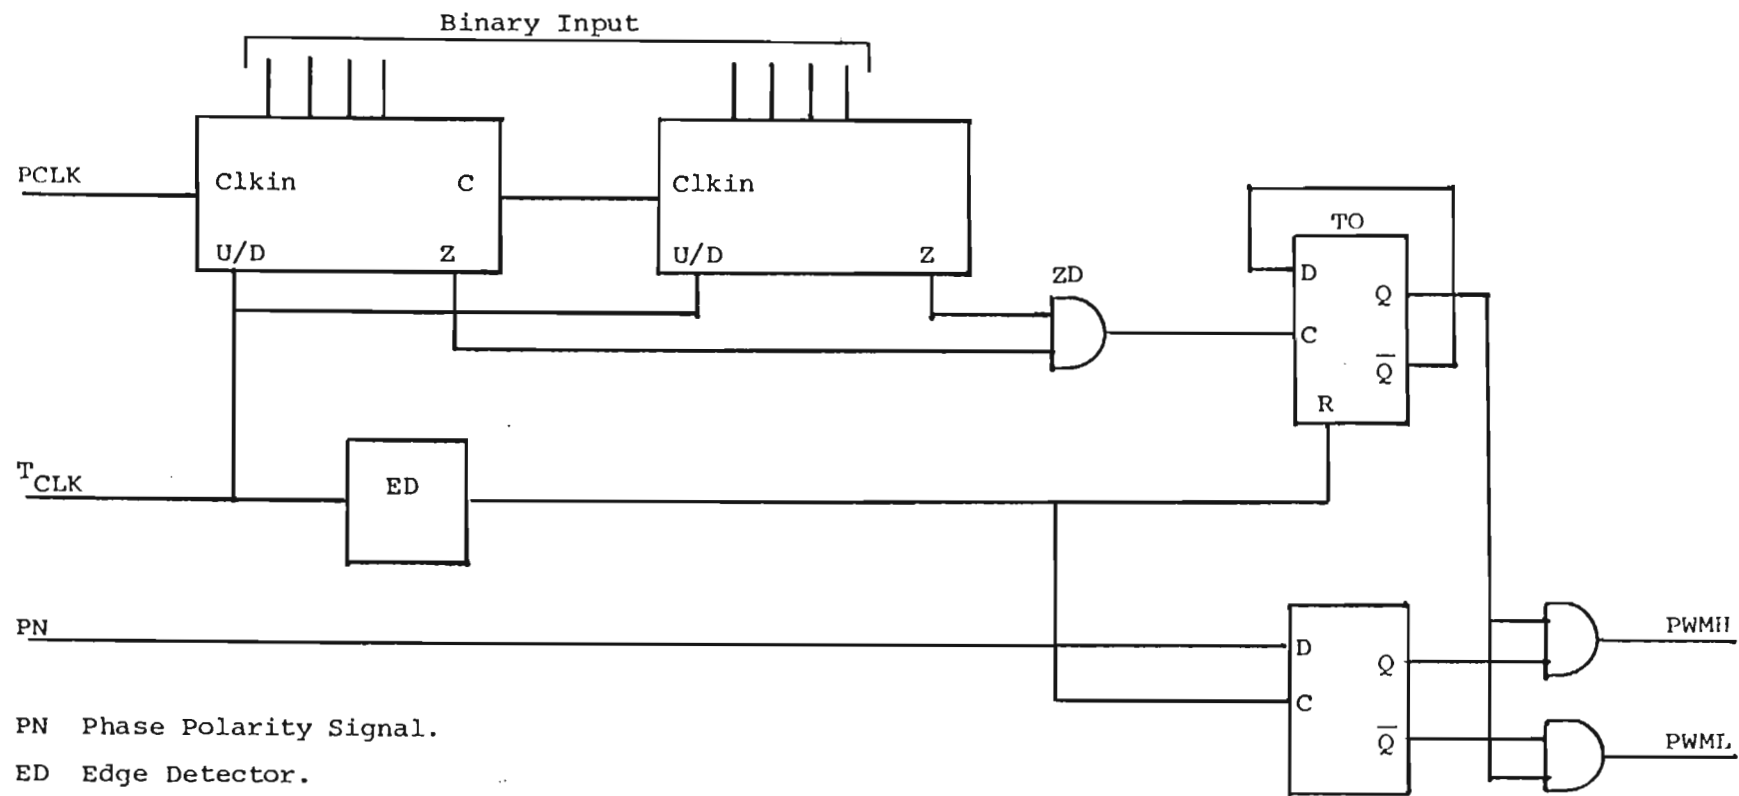 Binary Input
PCLK
Clkin C
U/D Z
Clkin
U/D Z
ZD
TO
D
Q
C
Q
R
TCLK
ED
PN
D
Q
C
Q
PWMH
PWML
PN Phase Polarity Signal.
ED Edge Detector.